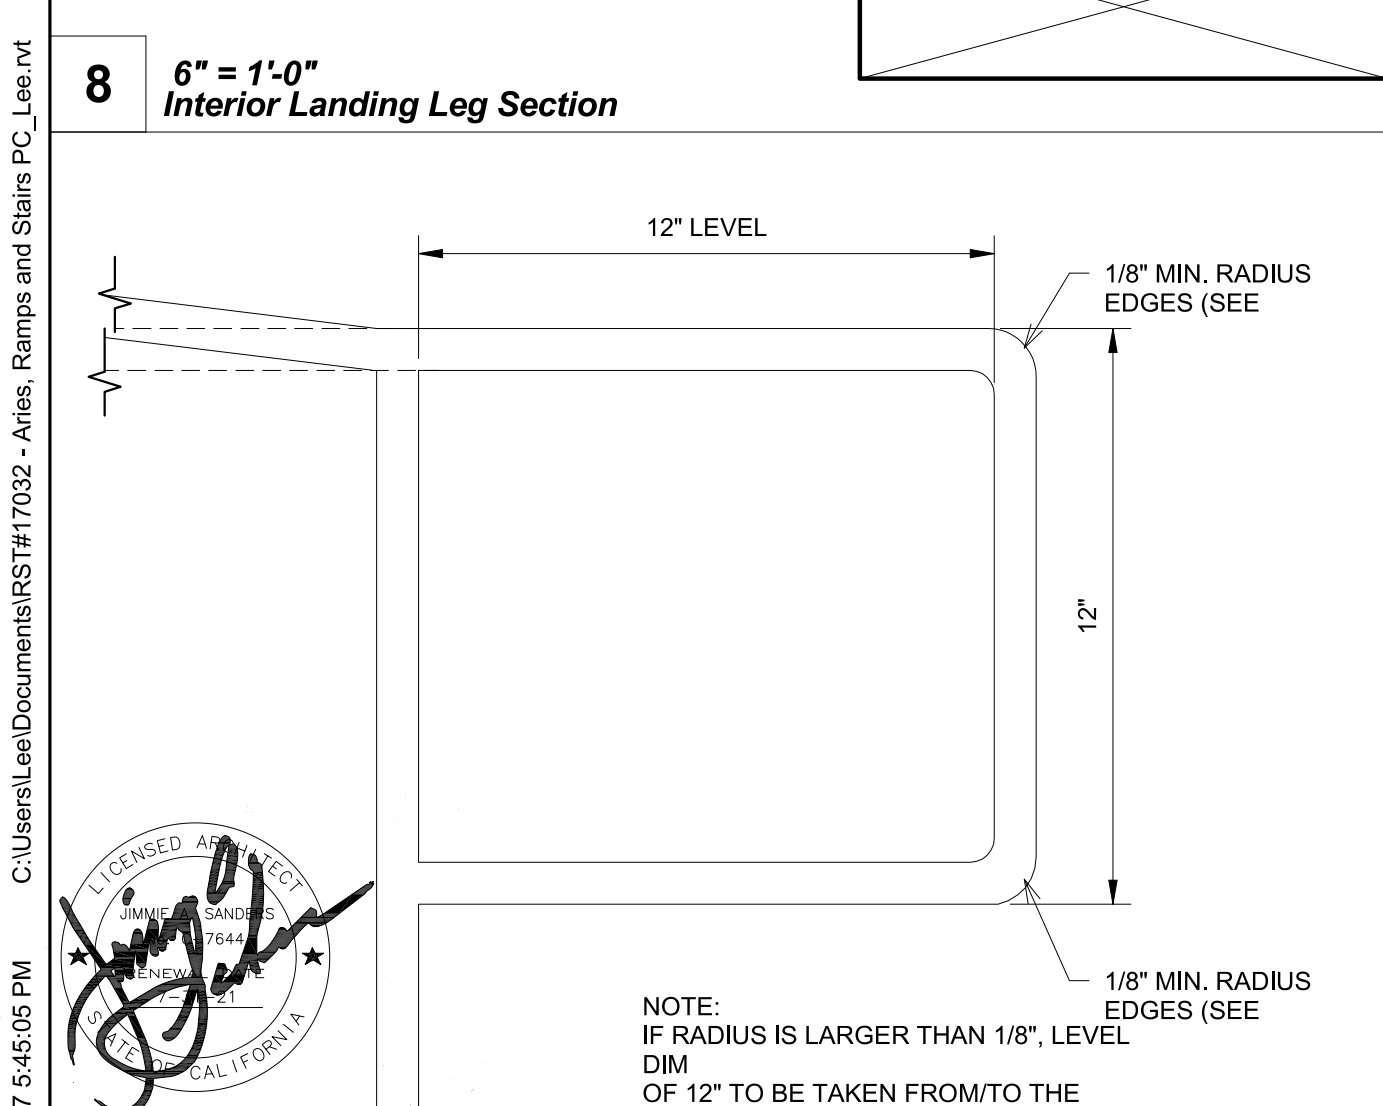 C:\Users\Lee\Documents\RST#17032 - Aries, Ramps and Stairs PC_Lee.rvt
7 5:45:05 PM
8
6" = 1'-0"
Interior Landing Leg Section
12" LEVEL
1/8" MIN. RADIUS
EDGES (SEE
12"
1/8" MIN. RADIUS
EDGES (SEE
NOTE:
IF RADIUS IS LARGER THAN 1/8", LEVEL
DIM
OF 12" TO BE TAKEN FROM/TO THE
LICENSED ARCHITECT
JIMMIE A. SANDERS
7644
RENEWAL DATE
21
STATE OF CALIFORNIA